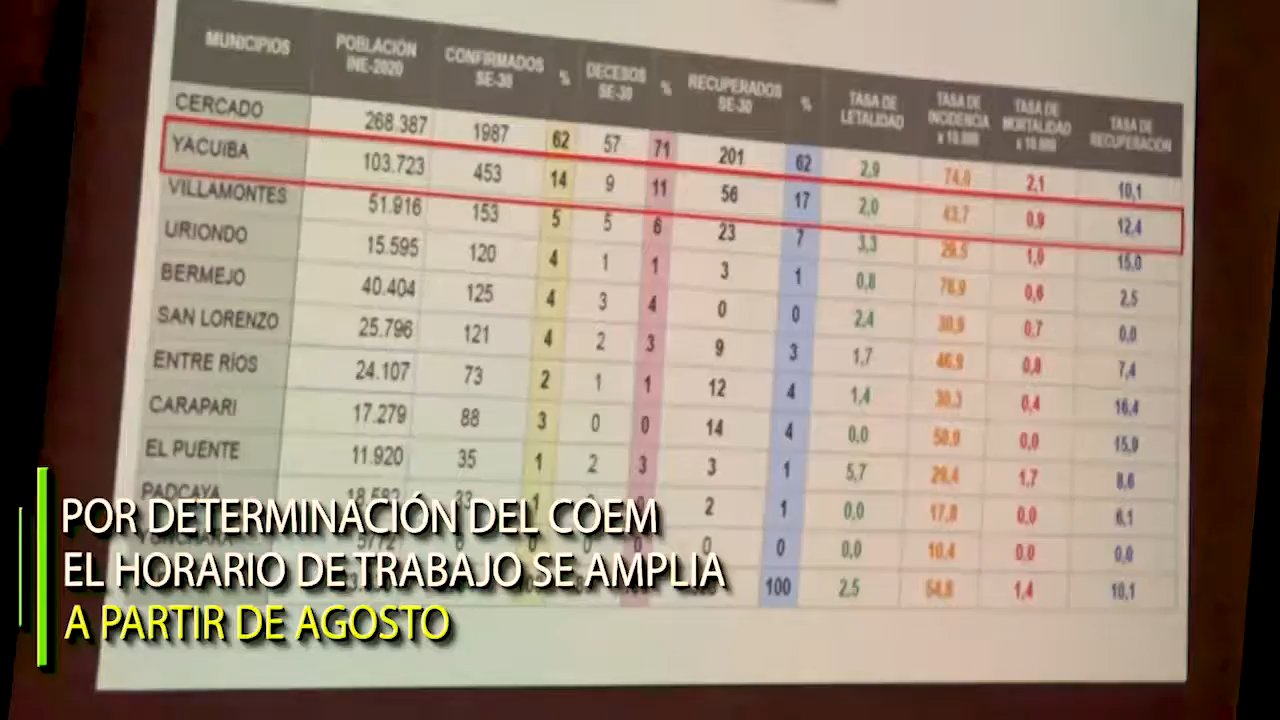 MUNICIPIOS POBLACIÓN INE-2020 CONFIRMADOS SE-30 % DECESOS SE-30 % RECUPERADOS SE-30 % TASA DE LETALIDAD TASA DE INCIDENCIA x 10.000 TASA DE MORTALIDAD x 10.000 TASA DE RECUPERACIÓN
CERCADO 268.387 1987 62 57 71 201 62 2,9 74,0 2,1 10,1
YACUIBA 103.723 453 14 9 11 56 17 2,0 43,7 0,9 12,4
VILLAMONTES 51.916 153 5 5 6 23 7 3,3 29,5 1,0 15,0
URIONDO 15.595 120 4 1 1 3 1 0,8 76,9 0,6 2,5
BERMEJO 40.404 125 4 3 4 0 0 2,4 30,9 0,7 0,0
SAN LORENZO 25.796 121 4 2 3 9 3 1,7 46,9 0,8 7,4
ENTRE RÍOS 24.107 73 2 1 1 12 4 1,4 30,3 0,4 16,4
CARAPARI 17.279 88 3 0 0 14 4 0,0 50,9 0,0 15,9
EL PUENTE 11.920 35 1 2 3 3 1 5,7 29,4 1,7 8,6
PADCAYA 2 1 0,0 17,8 0,0 6,1
0 0,0 10,4 0,0 0,0
100 2,5 54,8 1,4 10,1
POR DETERMINACIÓN DEL COEM
EL HORARIO DE TRABAJO SE AMPLIA
A PARTIR DE AGOSTO